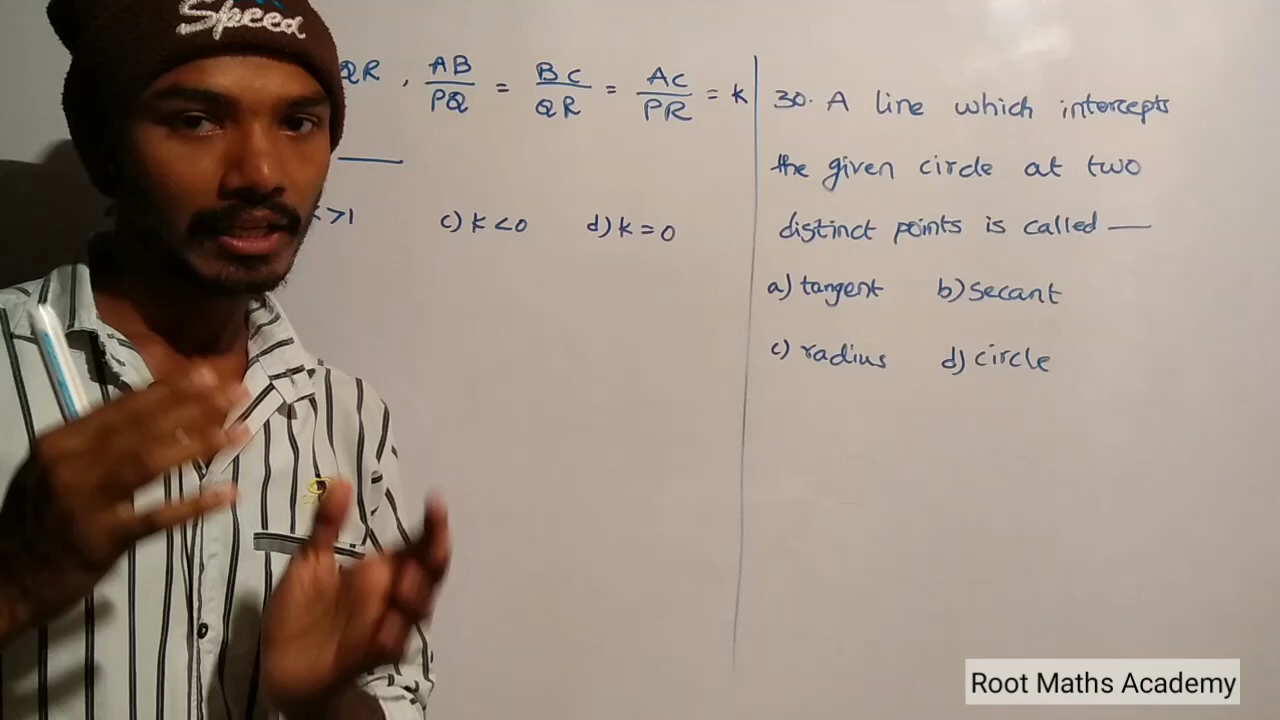 Speed
QR , AB/PQ = BC/QR = AC/PR = k
>1 c) k<0 d) k=0
30. A line which intercepts
the given circle at two
distinct points is called —
a) tangent b) secant
c) radius d) circle
Root Maths Academy